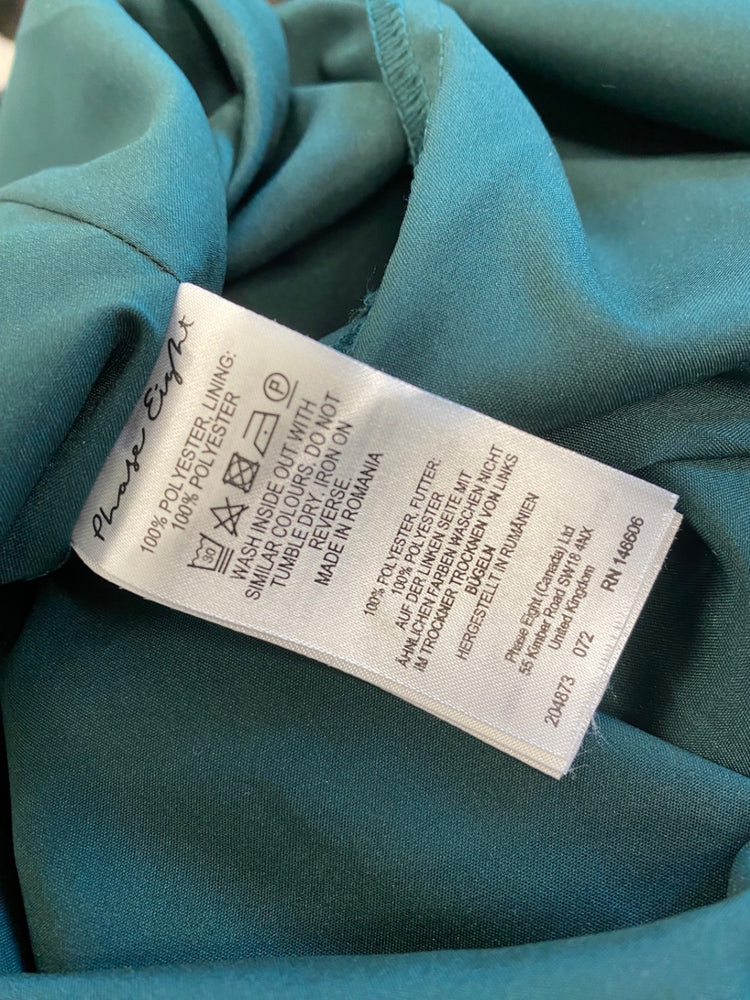 Phase Eight
100% POLYESTER, LINING:
100% POLYESTER
30
P
WASH INSIDE OUT WITH
SIMILAR COLOURS. DO NOT
TUMBLE DRY. IRON ON
REVERSE.
MADE IN ROMANIA
100% POLYESTER, FUTTER:
100% POLYESTER
AUF DER LINKEN SEITE MIT
ÄHNLICHEN FARBEN WASCHEN NICHT
IM TROCKNER TROCKNEN VON LINKS
BÜGELN
HERGESTELLT IN RUMÄNIEN
Phase Eight (Canada) Ltd
55 Kimber Road SW18 4NX
United Kingdom
204873 072 RN 146606